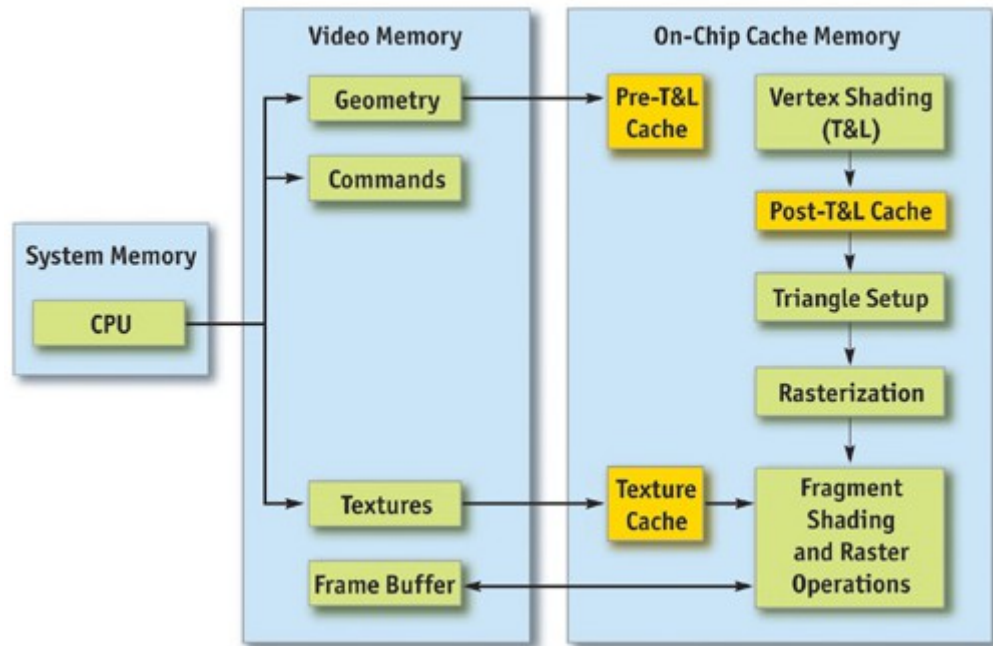 Video Memory
On-Chip Cache Memory
Geometry
Pre-T&L
Cache
Vertex Shading
(T&L)
Commands
Post-T&L Cache
System Memory
CPU
Triangle Setup
Rasterization
Textures
Texture
Cache
Fragment
Shading
and Raster
Operations
Frame Buffer